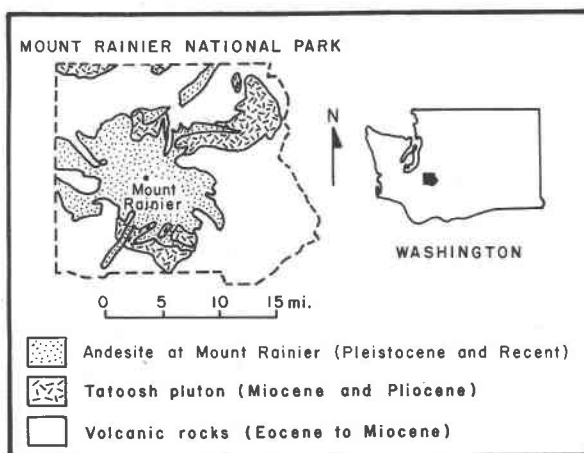 MOUNT RAINIER NATIONAL PARK
N
Mount
Rainier
WASHINGTON
0 5 10 15 mi.
Andesite at Mount Rainier (Pleistocene and Recent)
Tatoosh pluton (Miocene and Pliocene)
Volcanic rocks (Eocene to Miocene)